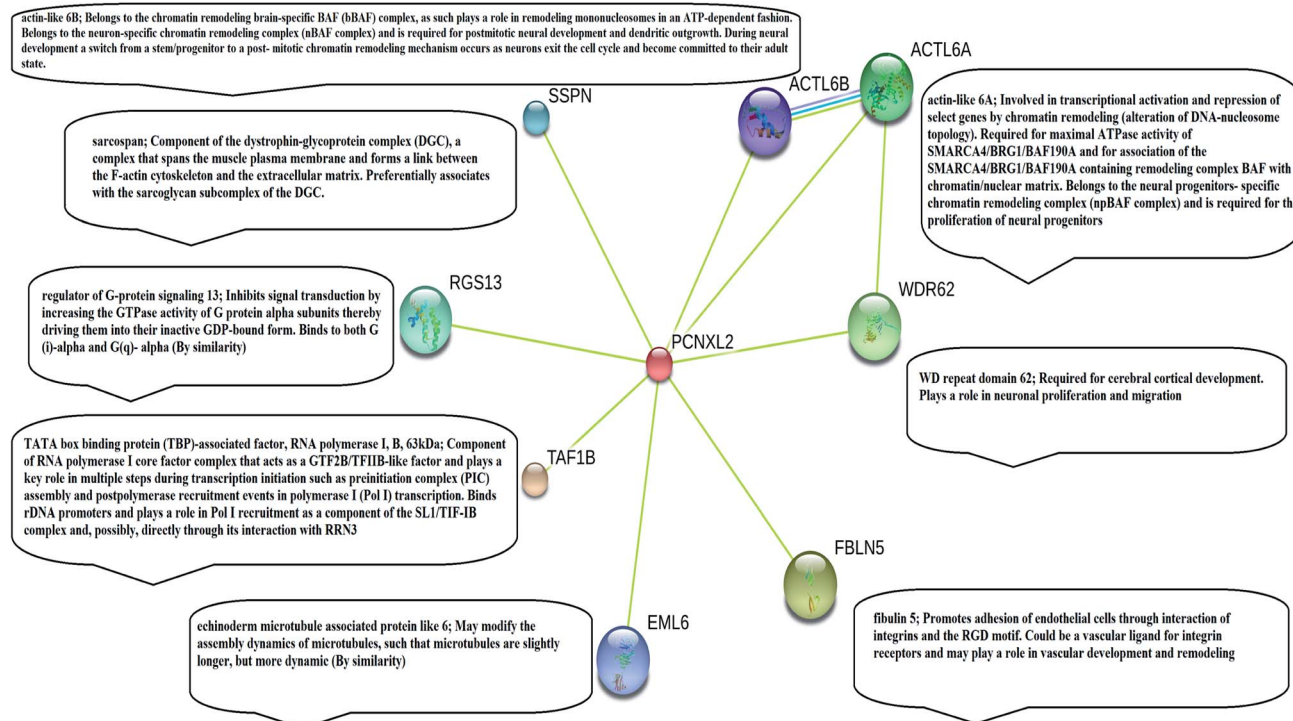 actin-like 6B; Belongs to the chromatin remodeling brain-specific BAF (bBAF) complex, as such plays a role in remodeling mononucleosomes in an ATP-dependent fashion.
Belongs to the neuron-specific chromatin remodeling complex (nBAF complex) and is required for postmitotic neural development and dendritic outgrowth. During neural
development a switch from a stem/progenitor to a post- mitotic chromatin remodeling mechanism occurs as neurons exit the cell cycle and become committed to their adult
state.
SSPN
ACTL6B
ACTL6A
sarcospan; Component of the dystrophin-glycoprotein complex (DGC), a
complex that spans the muscle plasma membrane and forms a link between
the F-actin cytoskeleton and the extracellular matrix. Preferentially associates
with the sarcoglycan subcomplex of the DGC.
actin-like 6A; Involved in transcriptional activation and repression of
select genes by chromatin remodeling (alteration of DNA-nucleosome
topology). Required for maximal ATPase activity of
SMARCA4/BRG1/BAF190A and for association of the
SMARCA4/BRG1/BAF190A containing remodeling complex BAF with
chromatin/nuclear matrix. Belongs to the neural progenitors- specific
chromatin remodeling complex (npBAF complex) and is required for th
proliferation of neural progenitors
RGS13
WDR62
regulator of G-protein signaling 13; Inhibits signal transduction by
increasing the GTPase activity of G protein alpha subunits thereby
driving them into their inactive GDP-bound form. Binds to both G
(i)-alpha and G(q)- alpha (By similarity)
PCNXL2
WD repeat domain 62; Required for cerebral cortical development.
Plays a role in neuronal proliferation and migration
TATA box binding protein (TBP)-associated factor, RNA polymerase I, B, 63kDa; Component
of RNA polymerase I core factor complex that acts as a GTF2B/TFIIB-like factor and plays a
key role in multiple steps during transcription initiation such as preinitiation complex (PIC)
assembly and postpolymerase recruitment events in polymerase I (Pol I) transcription. Binds
rDNA promoters and plays a role in Pol I recruitment as a component of the SL1/TIF-IB
complex and, possibly, directly through its interaction with RRN3
TAF1B
FBLN5
echinoderm microtubule associated protein like 6; May modify the
assembly dynamics of microtubules, such that microtubules are slightly
longer, but more dynamic (By similarity)
EML6
fibulin 5; Promotes adhesion of endothelial cells through interaction of
integrins and the RGD motif. Could be a vascular ligand for integrin
receptors and may play a role in vascular development and remodeling